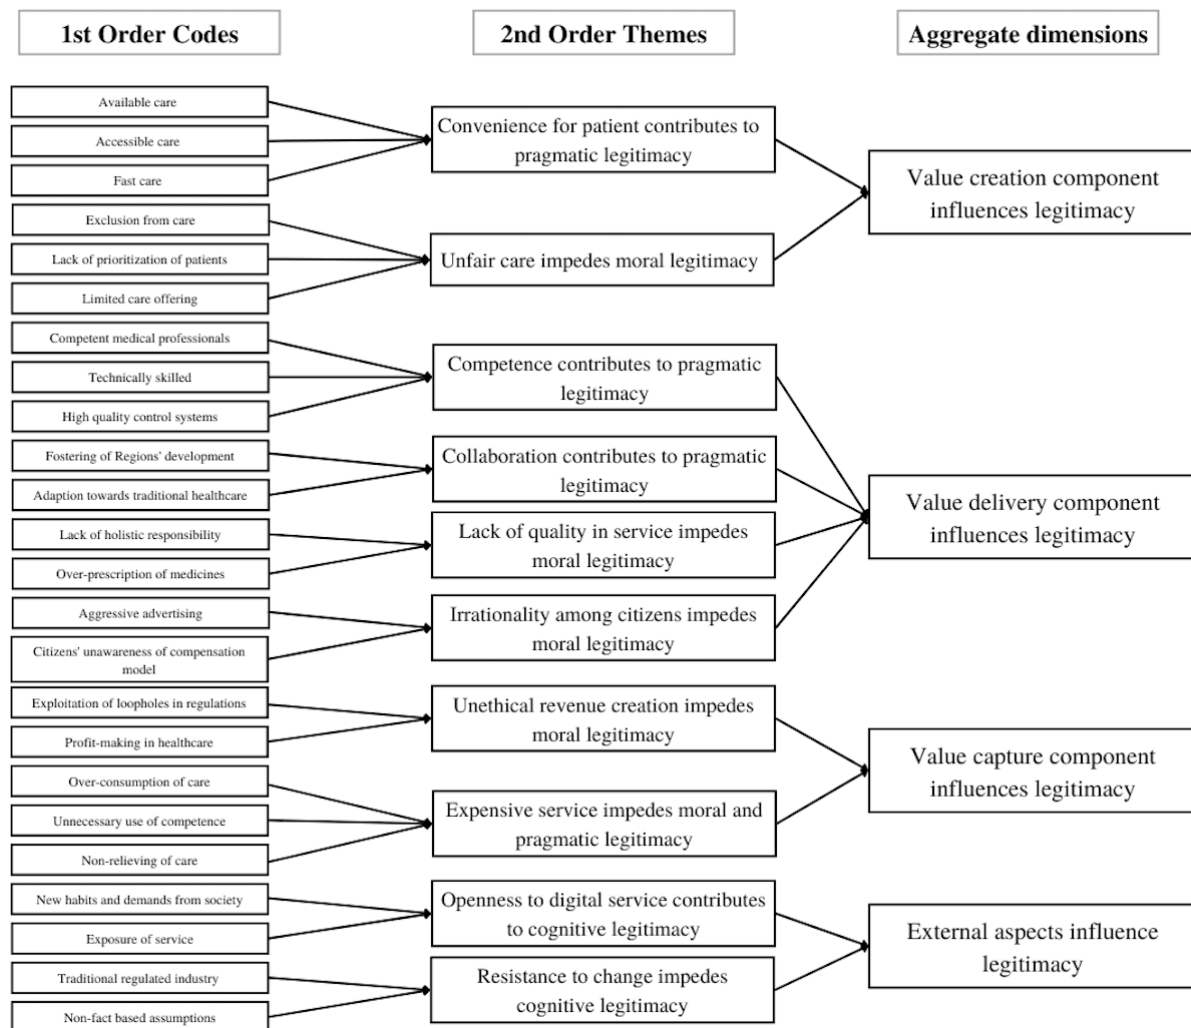 1st Order Codes
2nd Order Themes
Aggregate dimensions
Available care
Accessible care
Fast care
Exclusion from care
Lack of prioritization of patients
Limited care offering
Competent medical professionals
Technically skilled
High quality control systems
Fostering of Regions' development
Adaption towards traditional healthcare
Lack of holistic responsibility
Over-prescription of medicines
Aggressive advertising
Citizens' unawareness of compensation
model
Exploitation of loopholes in regulations
Profit-making in healthcare
Over-consumption of care
Unnecessary use of competence
Non-relieving of care
New habits and demands from society
Exposure of service
Traditional regulated industry
Non-fact based assumptions
Convenience for patient contributes to
pragmatic legitimacy
Unfair care impedes moral legitimacy
Competence contributes to pragmatic
legitimacy
Collaboration contributes to pragmatic
legitimacy
Lack of quality in service impedes
moral legitimacy
Irrationality among citizens impedes
moral legitimacy
Unethical revenue creation impedes
moral legitimacy
Expensive service impedes moral and
pragmatic legitimacy
Openness to digital service contributes
to cognitive legitimacy
Resistance to change impedes
cognitive legitimacy
Value creation component
influences legitimacy
Value delivery component
influences legitimacy
Value capture component
influences legitimacy
External aspects influence
legitimacy